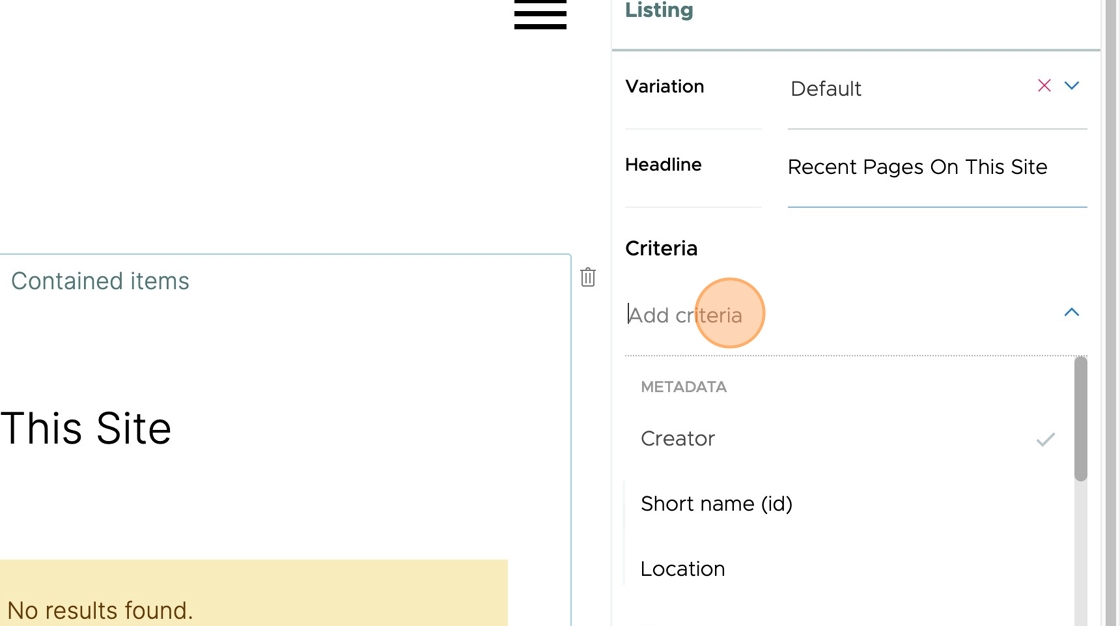 Listing
Variation
Default
Headline
Recent Pages On This Site
Criteria
Contained items
Add criteria
METADATA
Creator
This Site
Short name (id)
Location
No results found.